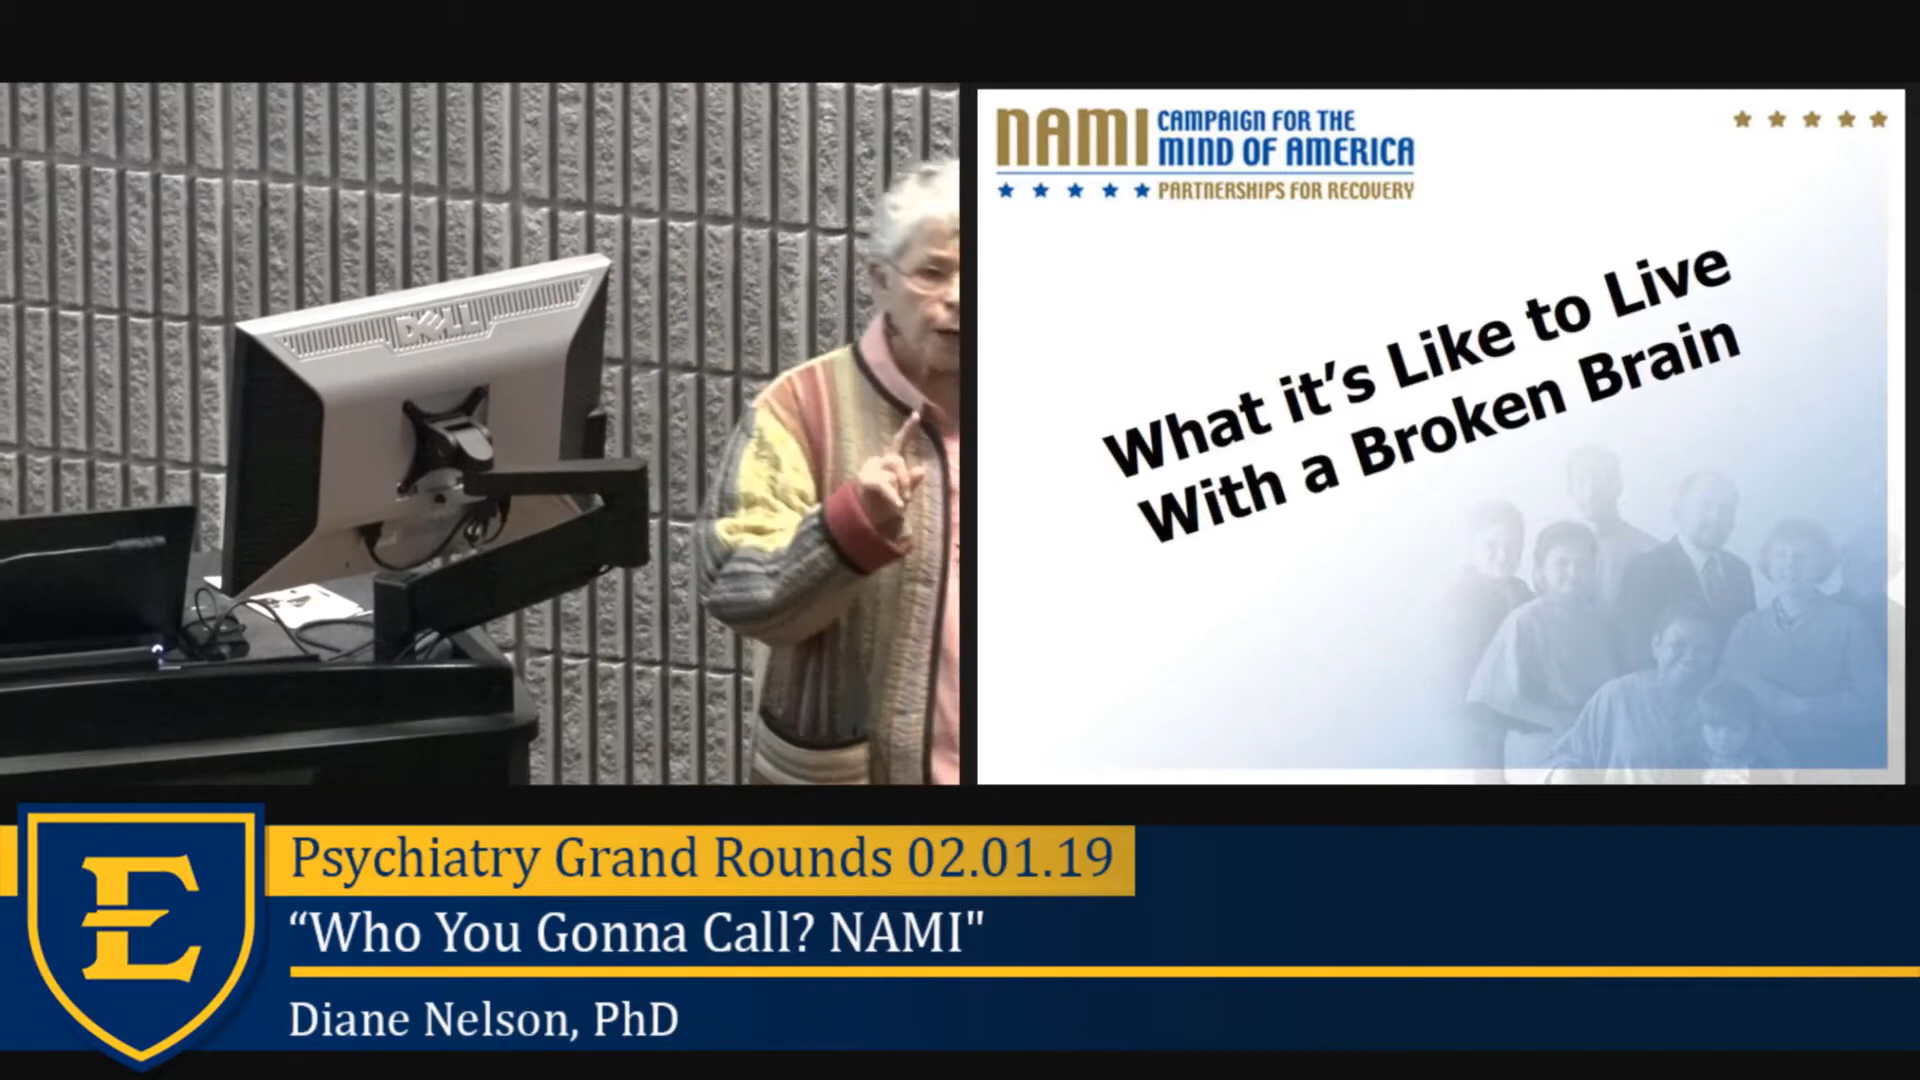 DELL
NAMI
CAMPAIGN FOR THE
MIND OF AMERICA
PARTNERSHIPS FOR RECOVERY
What it’s Like to Live
With a Broken Brain
E
Psychiatry Grand Rounds 02.01.19
“Who You Gonna Call? NAMI"
Diane Nelson, PhD